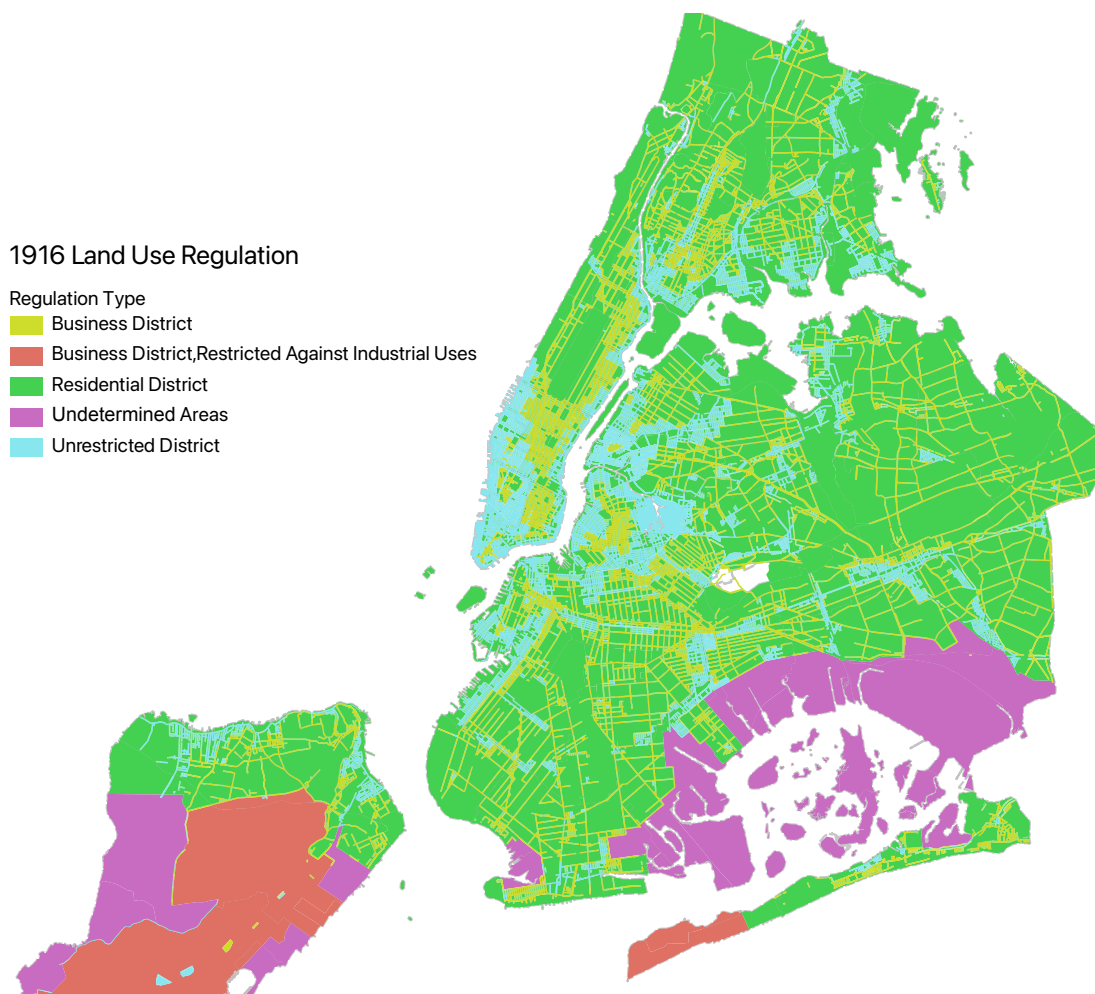 1916 Land Use Regulation
Regulation Type
Business District
Business District,Restricted Against Industrial Uses
Residential District
Undetermined Areas
Unrestricted District